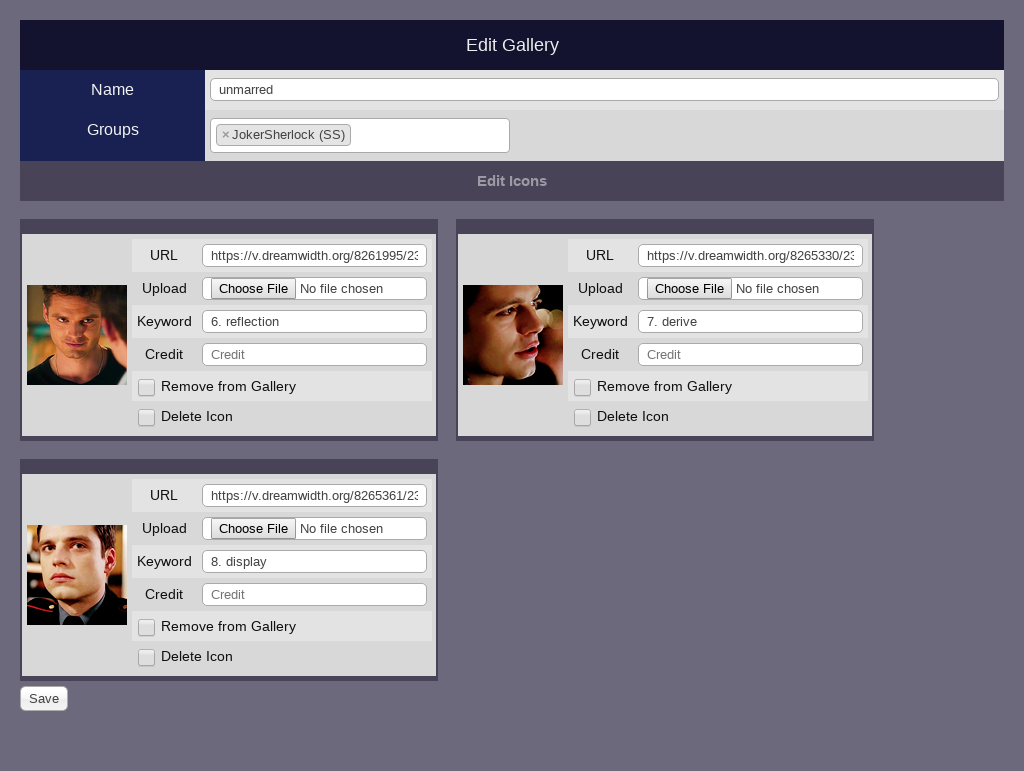 Edit Gallery
Name
unmarred
Groups
×JokerSherlock (SS)
Edit Icons
URL
https://v.dreamwidth.org/8261995/23
Upload
Choose File No file chosen
Keyword
6. reflection
Credit
Credit
Remove from Gallery
Delete Icon
URL
https://v.dreamwidth.org/8265330/23
Upload
Choose File No file chosen
Keyword
7. derive
Credit
Credit
Remove from Gallery
Delete Icon
URL
https://v.dreamwidth.org/8265361/23
Upload
Choose File No file chosen
Keyword
8. display
Credit
Credit
Remove from Gallery
Delete Icon
Save